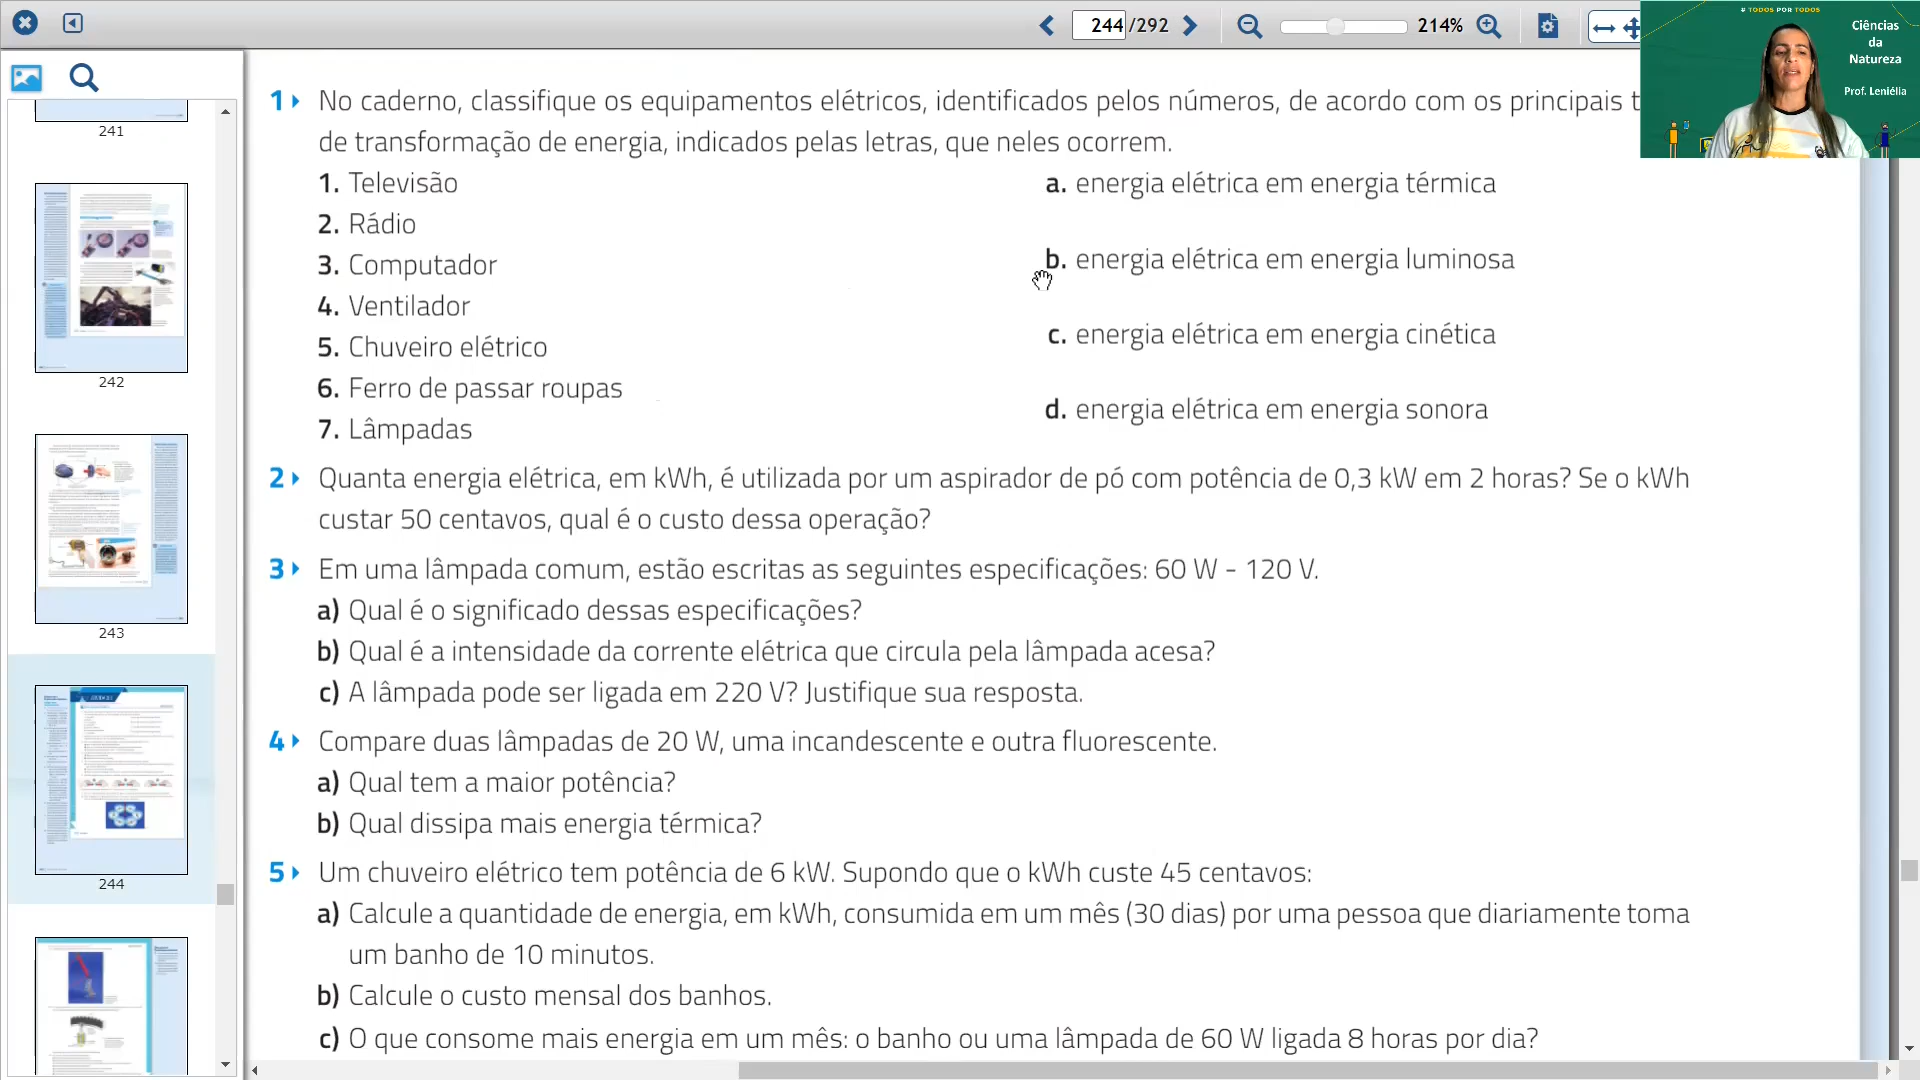 244 /292
214%
# TODOS POR TODOS
Ciências
da
Natureza
Prof. Leniélia
241
242
243
244
1 No caderno, classifique os equipamentos elétricos, identificados pelos números, de acordo com os principais
de transformação de energia, indicados pelas letras, que neles ocorrem.
1. Televisão
2. Rádio
3. Computador
4. Ventilador
5. Chuveiro elétrico
6. Ferro de passar roupas
7. Lâmpadas
a. energia elétrica em energia térmica
b. energia elétrica em energia luminosa
c. energia elétrica em energia cinética
d. energia elétrica em energia sonora
2 Quanta energia elétrica, em kWh, é utilizada por um aspirador de pó com potência de 0,3 kW em 2 horas? Se o kWh
custar 50 centavos, qual é o custo dessa operação?
3 Em uma lâmpada comum, estão escritas as seguintes especificações: 60 W - 120 V.
a) Qual é o significado dessas especificações?
b) Qual é a intensidade da corrente elétrica que circula pela lâmpada acesa?
c) A lâmpada pode ser ligada em 220 V? Justifique sua resposta.
4 Compare duas lâmpadas de 20 W, uma incandescente e outra fluorescente.
a) Qual tem a maior potência?
b) Qual dissipa mais energia térmica?
5 Um chuveiro elétrico tem potência de 6 kW. Supondo que o kWh custe 45 centavos:
a) Calcule a quantidade de energia, em kWh, consumida em um mês (30 dias) por uma pessoa que diariamente toma
um banho de 10 minutos.
b) Calcule o custo mensal dos banhos.
c) O que consome mais energia em um mês: o banho ou uma lâmpada de 60 W ligada 8 horas por dia?